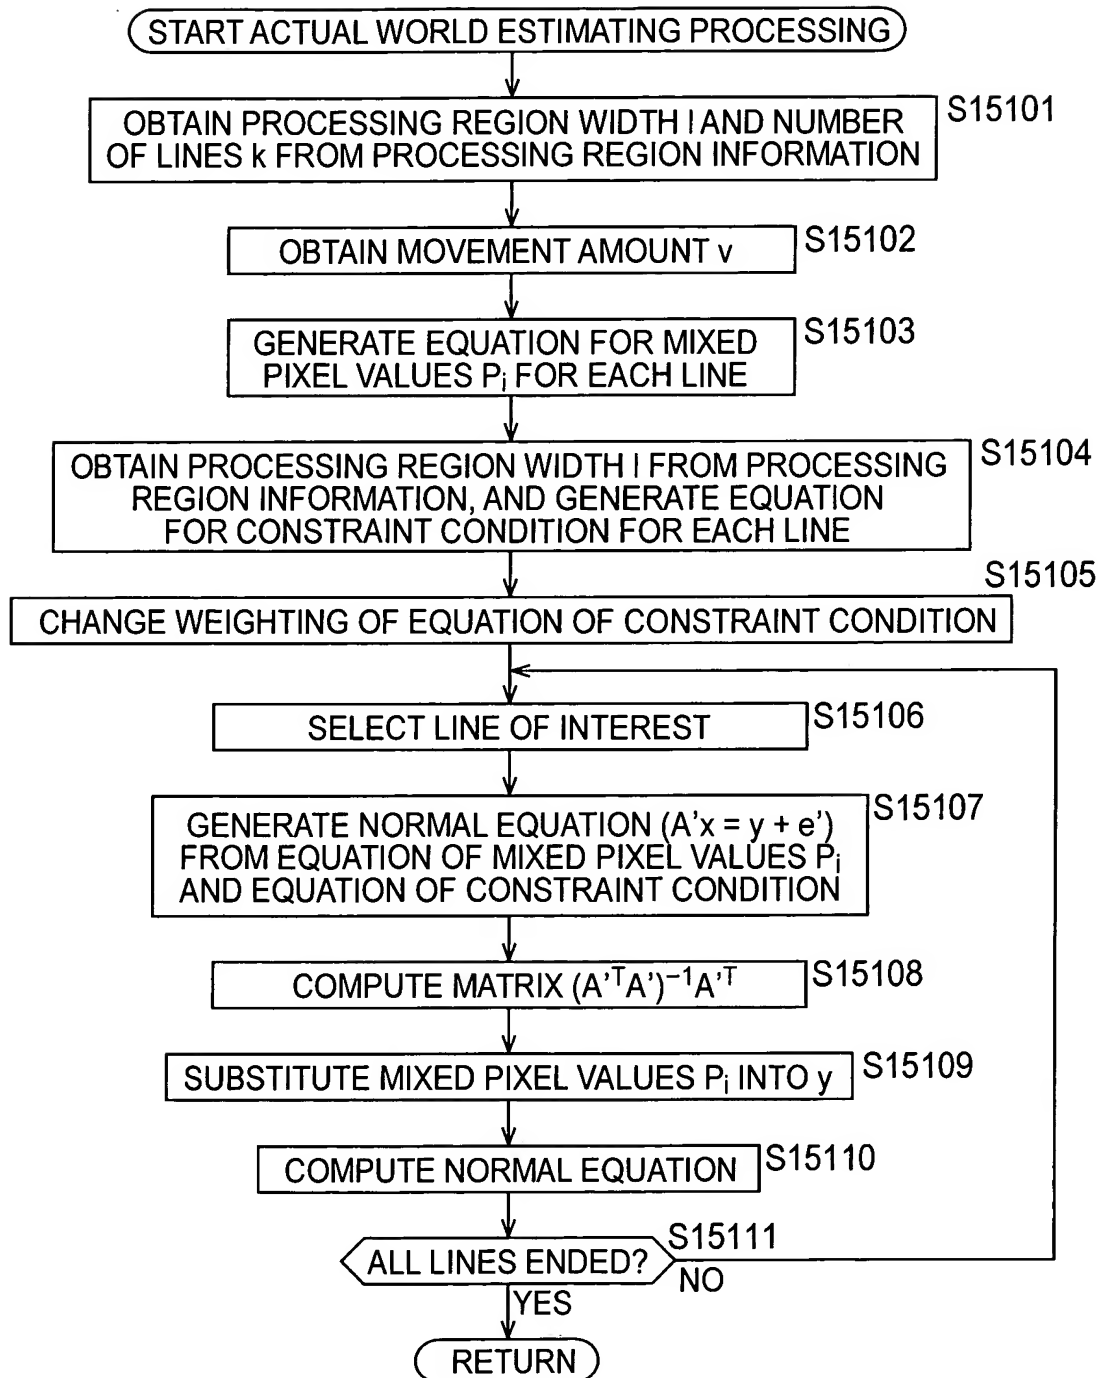 START ACTUAL WORLD ESTIMATING PROCESSING
S15101
OBTAIN PROCESSING REGION WIDTH l AND NUMBER
OF LINES k FROM PROCESSING REGION INFORMATION
S15102
OBTAIN MOVEMENT AMOUNT v
S15103
GENERATE EQUATION FOR MIXED
PIXEL VALUES Pj FOR EACH LINE
S15104
OBTAIN PROCESSING REGION WIDTH l FROM PROCESSING
REGION INFORMATION, AND GENERATE EQUATION
FOR CONSTRAINT CONDITION FOR EACH LINE
S15105
CHANGE WEIGHTING OF EQUATION OF CONSTRAINT CONDITION
S15106
SELECT LINE OF INTEREST
S15107
GENERATE NORMAL EQUATION (A'x = y + e')
FROM EQUATION OF MIXED PIXEL VALUES Pj
AND EQUATION OF CONSTRAINT CONDITION
S15108
COMPUTE MATRIX (A'ᵀA')⁻¹A'ᵀ
S15109
SUBSTITUTE MIXED PIXEL VALUES Pj INTO y
S15110
COMPUTE NORMAL EQUATION
S15111
ALL LINES ENDED?
NO
YES
RETURN